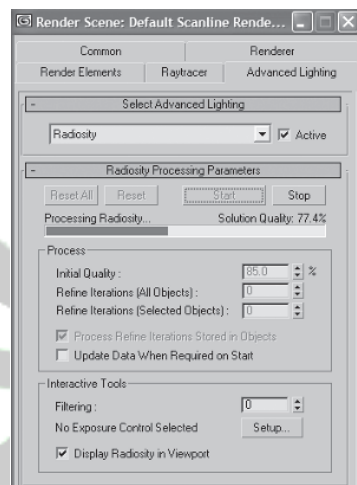 Render Scene: Default Scanline Rende...
Common Renderer
Render Elements Raytracer Advanced Lighting
- Select Advanced Lighting
Radiosity Active
- Radiosity Processing Parameters
Reset All Reset Start Stop
Processing Radiosity... Solution Quality: 77.4%
Process
Initial Quality : 85.0 %
Refine Iterations (All Objects) : 0
Refine Iterations (Selected Objects) : 0
Process Refine Iterations Stored in Objects
Update Data When Required on Start
Interactive Tools
Filtering : 0
No Exposure Control Selected Setup...
Display Radiosity in Viewport